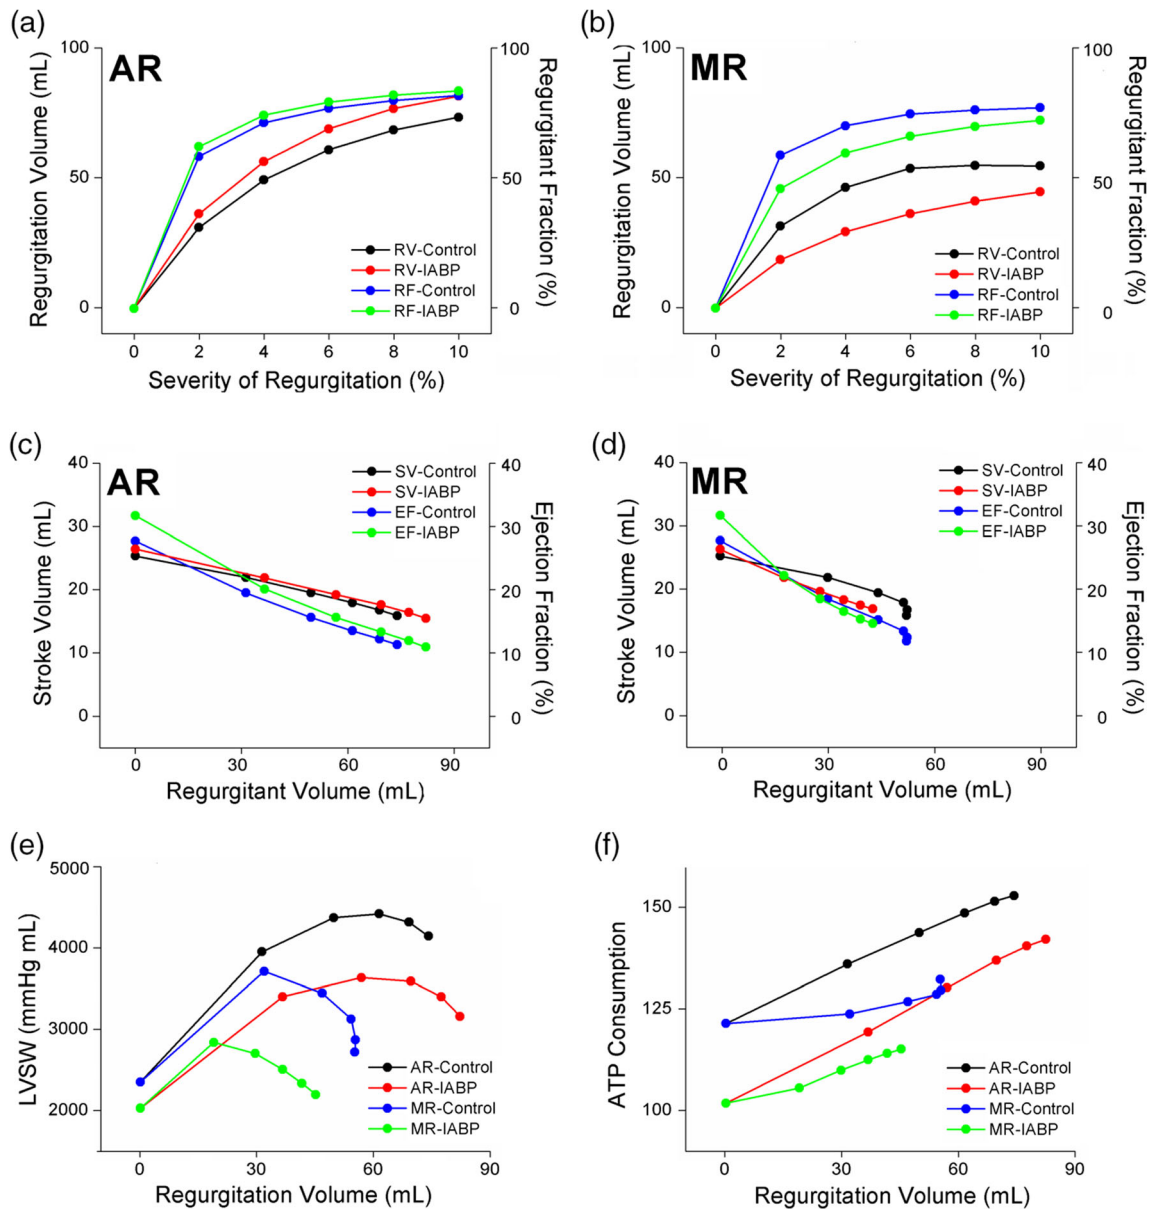 (a)
AR
Regurgitation Volume (mL)
100
50
0
Regurgitant Fraction (%)
100
50
0
RV-Control
RV-IABP
RF-Control
RF-IABP
0 2 4 6 8 10
Severity of Regurgitation (%)
(b)
MR
Regurgitation Volume (mL)
100
50
0
Regurgitant Fraction (%)
100
50
0
RV-Control
RV-IABP
RF-Control
RF-IABP
0 2 4 6 8 10
Severity of Regurgitation (%)
(c)
AR
Stroke Volume (mL)
40
30
20
10
0
Ejection Fraction (%)
40
30
20
10
0
SV-Control
SV-IABP
EF-Control
EF-IABP
0 30 60 90
Regurgitant Volume (mL)
(d)
MR
Stroke Volume (mL)
40
30
20
10
0
Ejection Fraction (%)
40
30
20
10
0
SV-Control
SV-IABP
EF-Control
EF-IABP
0 30 60 90
Regurgitant Volume (mL)
(e)
LVSW (mmHg mL)
5000
4000
3000
2000
AR-Control
AR-IABP
MR-Control
MR-IABP
0 30 60 90
Regurgitation Volume (mL)
(f)
ATP Consumption
150
125
100
AR-Control
AR-IABP
MR-Control
MR-IABP
0 30 60 90
Regurgitation Volume (mL)